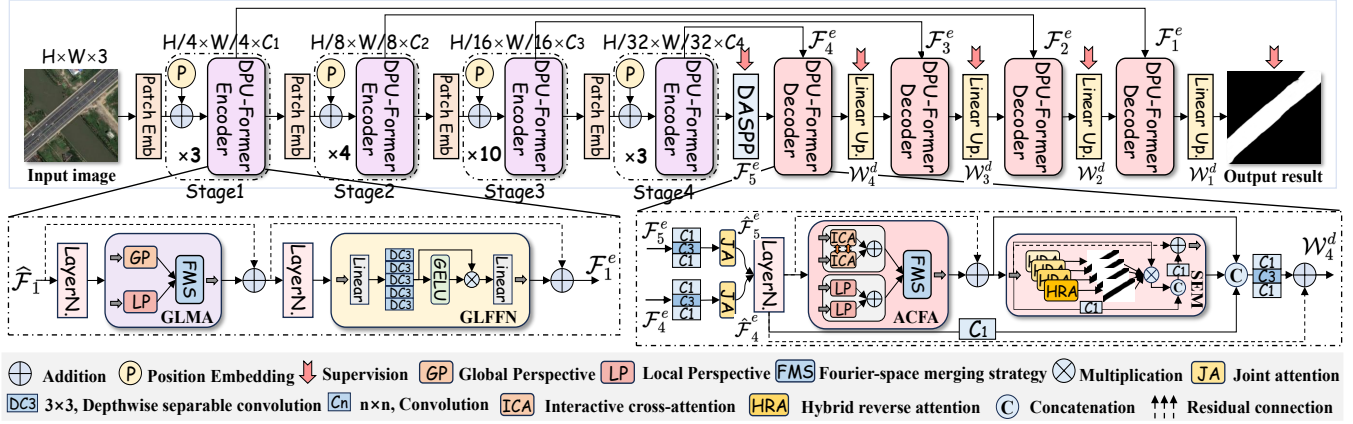 H×W×3
Input image
Patch Emb
H/4×W/4×C₁
P
×3
DPU-Former Encoder
Stage1
Patch Emb
H/8×W/8×C₂
P
×4
DPU-Former Encoder
Stage2
Patch Emb
H/16×W/16×C₃
P
×10
DPU-Former Encoder
Stage3
Patch Emb
H/32×W/32×C₄
P
×3
DPU-Former Encoder
Stage4
DASPP
F₅ᵉ
F₄ᵉ
DPU-Former Decoder
Linear Up.
W₄ᵈ
F₃ᵉ
DPU-Former Decoder
Linear Up.
W₃ᵈ
F₂ᵉ
DPU-Former Decoder
Linear Up.
W₂ᵈ
F₁ᵉ
DPU-Former Decoder
Linear Up.
W₁ᵈ
Output result
F̂₁
LayerN.
GP
LP
FMS
GLMA
LayerN.
Linear
DC3
DC3
DC3
DC3
GELU
Linear
GLFFN
F₁ᵉ
F₅ᵉ
C1
C3
C1
JA
F̂₅ᵉ
F₄ᵉ
C1
C3
C1
JA
F̂₄ᵉ
LayerN.
ICA
ICA
LP
LP
FMS
ACFA
C1
HRA
HRA
HRA
HRA
C1
C1
C
SEM
C
C1
C3
C1
W₄ᵈ
Addition
P Position Embedding
Supervision
GP Global Perspective
LP Local Perspective
FMS Fourier-space merging strategy
Multiplication
JA Joint attention
DC3 3×3, Depthwise separable convolution
Cn n×n, Convolution
ICA Interactive cross-attention
HRA Hybrid reverse attention
C Concatenation
Residual connection